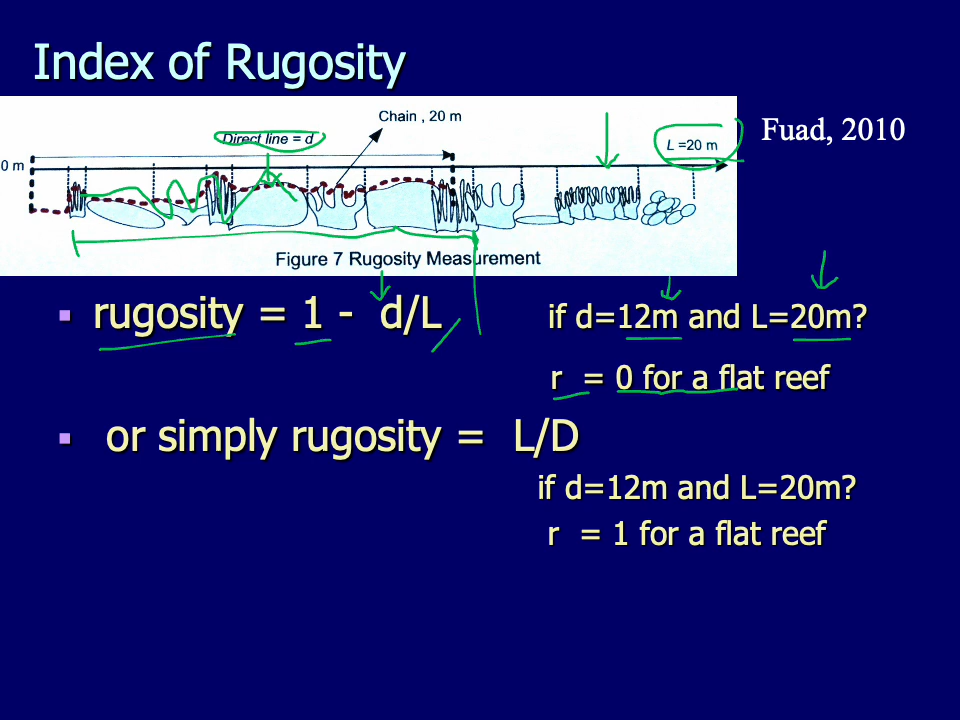 Index of Rugosity
Fuad, 2010
Chain , 20 m
Direct line = d
L =20 m
0 m
Figure 7 Rugosity Measurement
▪ rugosity = 1 - d/L
if d=12m and L=20m?
r = 0 for a flat reef
▪ or simply rugosity = L/D
if d=12m and L=20m?
r = 1 for a flat reef